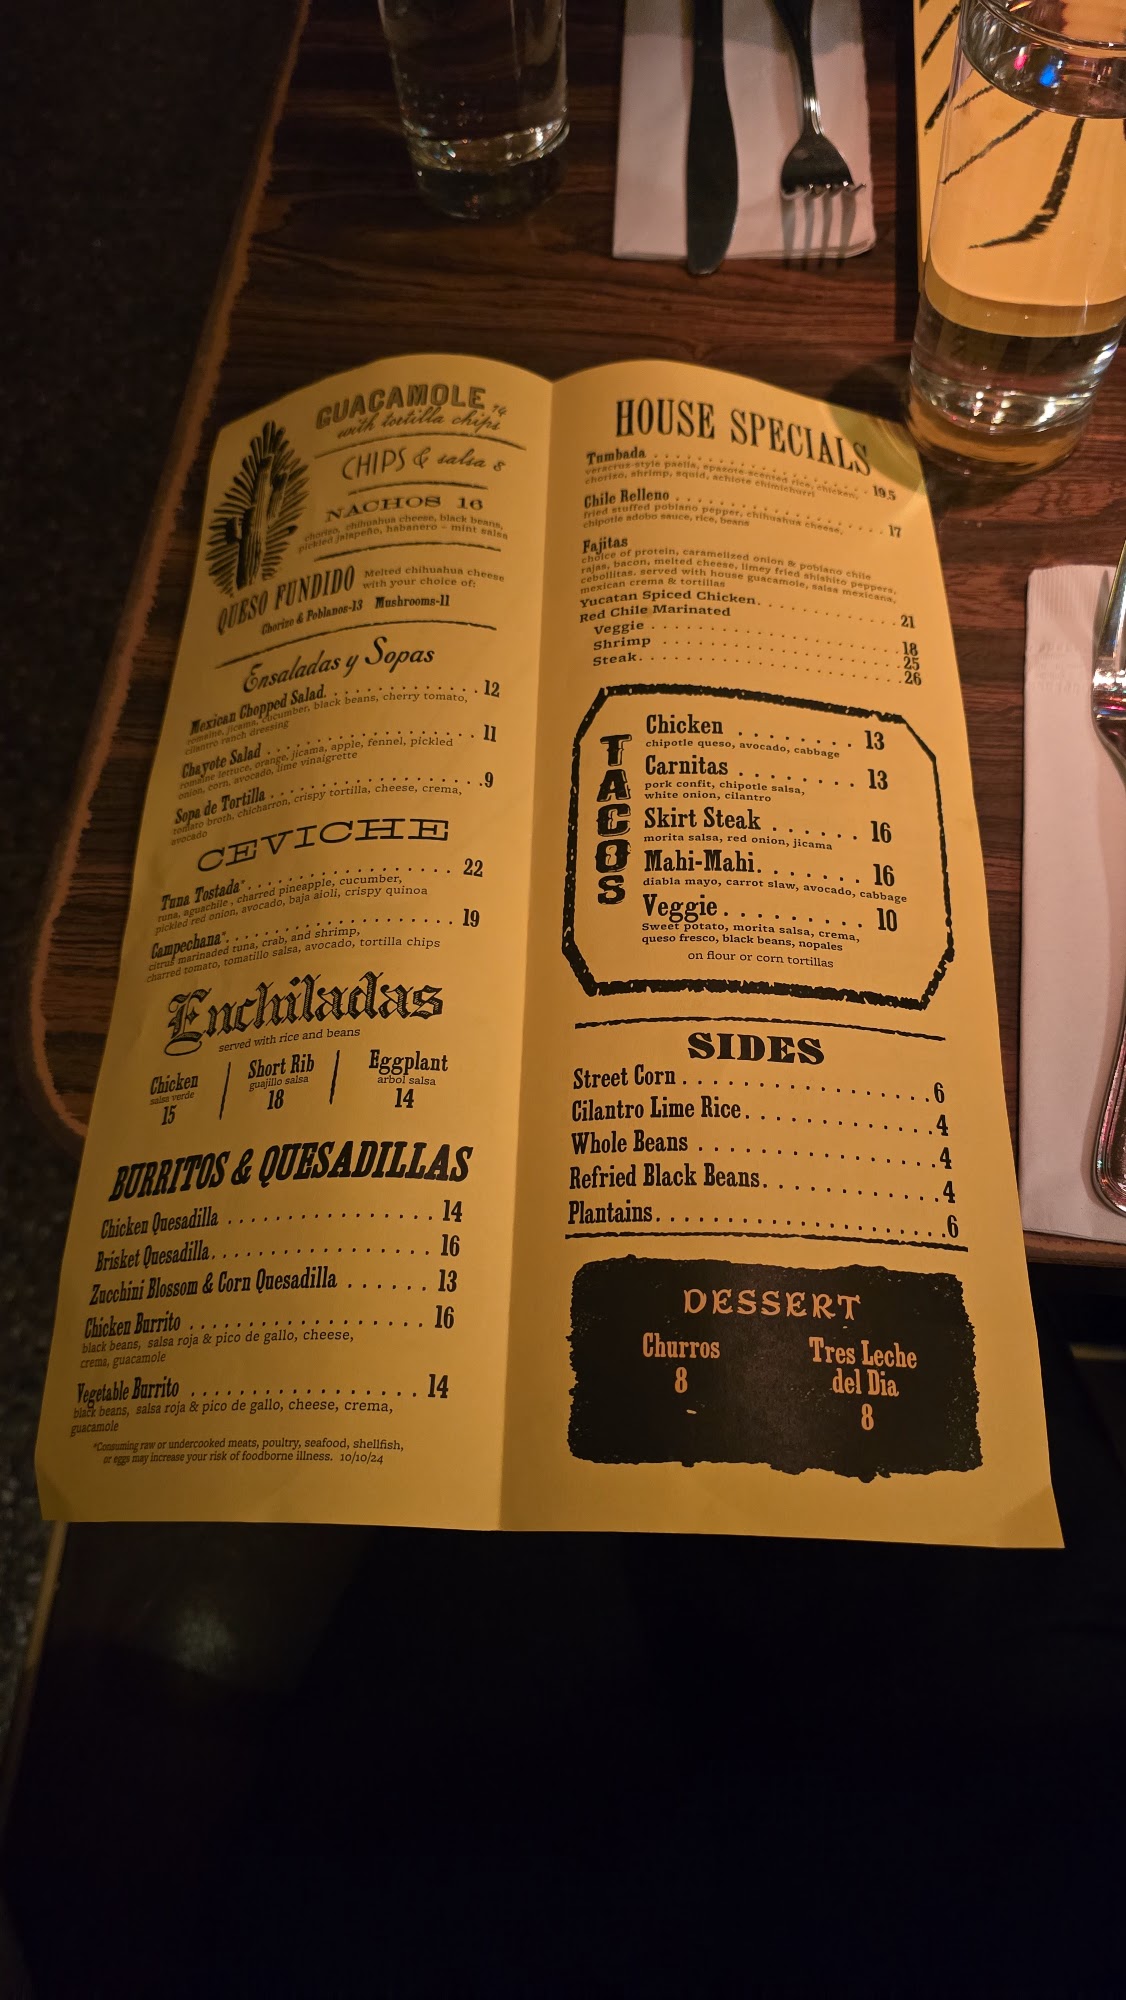 GUACAMOLE 14
with tortilla chips
CHIPS & salsa 8
NACHOS 16
chorizo, chihuahua cheese, black beans,
pickled jalapeño, habanero - mint salsa
QUESO FUNDIDO Melted chihuahua cheese
with your choice of:
Chorizo & Poblanos-13 Mushrooms-11
Ensaladas y Sopas
Mexican Chopped Salad. . . . . . . . . . . . . . 12
romaine, jicama, cucumber, black beans, cherry tomato,
cilantro ranch dressing
Chayote Salad . . . . . . . . . . . . . . . . . 11
romaine lettuce, orange, jicama, apple, fennel, pickled
onion, corn, avocado, lime vinaigrette
Sopa de Tortilla . . . . . . . . . . . . . . . . .9
tomato broth, chicharron, crispy tortilla, cheese, crema,
avocado
CEVICHE
Tuna Tostada* . . . . . . . . . . . . . . . . . 22
tuna, aguachile , charred pineapple, cucumber,
pickled red onion, avocado, baja aioli, crispy quinoa
Campechana* . . . . . . . . . . . . . . . . . 19
citrus marinaded tuna, crab, and shrimp,
charred tomato, tomatillo salsa, avocado, tortilla chips
Enchiladas
served with rice and beans
Chicken
salsa verde
15
Short Rib
guajillo salsa
18
Eggplant
arbol salsa
14
BURRITOS & QUESADILLAS
Chicken Quesadilla . . . . . . . . . . . . . . . . 14
Brisket Quesadilla. . . . . . . . . . . . . . . . . 16
Zucchini Blossom & Corn Quesadilla . . . . . . 13
Chicken Burrito . . . . . . . . . . . . . . . . . . 16
black beans, salsa roja & pico de gallo, cheese,
crema, guacamole
Vegetable Burrito . . . . . . . . . . . . . . . . . . 14
black beans, salsa roja & pico de gallo, cheese, crema,
guacamole
*Consuming raw or undercooked meats, poultry, seafood, shellfish,
or eggs may increase your risk of foodborne illness. 10/10/24
HOUSE SPECIALS
Tumbada . . . . . . . . . . . . . . . . . . 19.5
veracruz-style paella, epazote-scented rice, chicken,
chorizo, shrimp, squid, achiote chimichurri
Chile Relleno . . . . . . . . . . . . . . . . . 17
fried stuffed poblano pepper, chihuahua cheese,
chipotle adobo sauce, rice, beans
Fajitas
choice of protein, caramelized onion & poblano chile
rajas, bacon, melted cheese, limey fried shishito peppers,
cebollitas. served with house guacamole, salsa mexicana,
mexican crema & tortillas
Yucatan Spiced Chicken. . . . . . . . . . . . 21
Red Chile Marinated
Veggie . . . . . . . . . . . . . . . . . . . . .18
Shrimp . . . . . . . . . . . . . . . . . . . . .25
Steak. . . . . . . . . . . . . . . . . . . . . .26
TACOS
Chicken . . . . . . . . 13
chipotle queso, avocado, cabbage
Carnitas . . . . . . . . 13
pork confit, chipotle salsa,
white onion, cilantro
Skirt Steak . . . . . . 16
morita salsa, red onion, jicama
Mahi-Mahi. . . . . . . 16
diabla mayo, carrot slaw, avocado, cabbage
Veggie . . . . . . . . . 10
Sweet potato, morita salsa, crema,
queso fresco, black beans, nopales
on flour or corn tortillas
SIDES
Street Corn . . . . . . . . . . . . . . . . . .6
Cilantro Lime Rice. . . . . . . . . . . . . .4
Whole Beans . . . . . . . . . . . . . . . . .4
Refried Black Beans. . . . . . . . . . . . .4
Plantains. . . . . . . . . . . . . . . . . . . .6
DESSERT
Churros
8
Tres Leche
del Dia
8